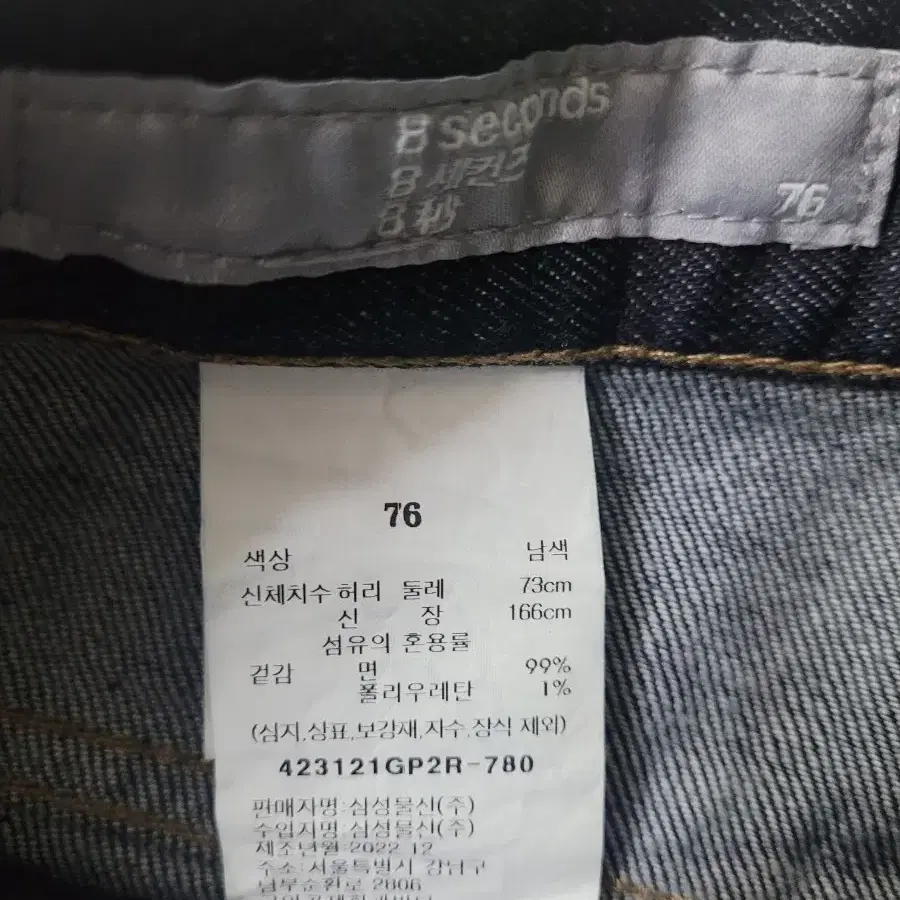 8 seconds
8 세컨즈
8 秒
76
76
색상 남색
신체치수 허리 둘레 73cm
신 장 166cm
섬유의 혼용률
겉감 면 99%
폴리우레탄 1%
(심지,상표,보강재,자수,장식 제외)
423121GP2R-780
판매자명:삼성물산(주)
수입자명:삼성물산(주)
제조년월:2022.12
주소:서울특별시 강남구
남부순환로 2806